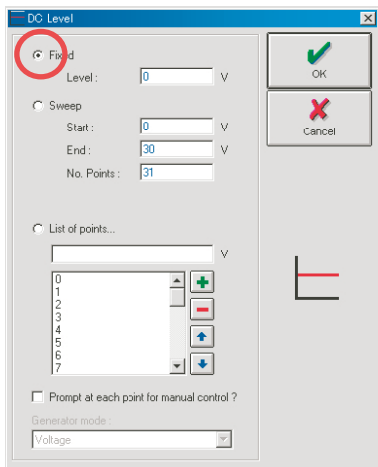 DC Level
Fixed
Level : 0 V
OK
Sweep
Cancel
Start : 0 V
End : 30 V
No. Points : 31
List of points...
V
0
1
2
3
4
5
6
7
Prompt at each point for manual control ?
Generator mode :
Voltage